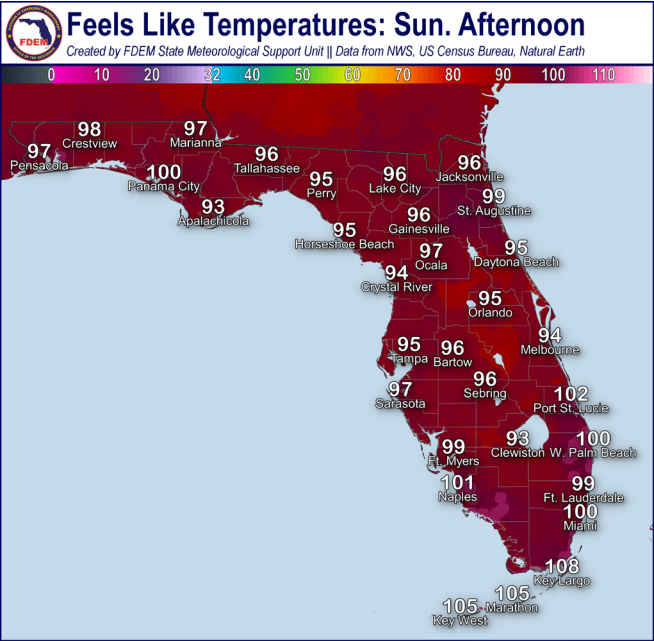 Feels Like Temperatures: Sun. Afternoon
Created by FDEM State Meteorological Support Unit || Data from NWS, US Census Bureau, Natural Earth
FDEM
0 10 20 32 40 50 60 70 80 90 100 110
98
Crestview
97
Marianna
97
Pensacola
100
Panama City
96
Tallahassee
95
Perry
96
Lake City
96
Jacksonville
93
Apalachicola
99
St. Augustine
96
Gainesville
95
Horseshoe Beach
97
Ocala
95
Daytona Beach
94
Crystal River
95
Orlando
94
Melbourne
95
Tampa
96
Bartow
96
Sebring
97
Sarasota
102
Port St. Lucie
99
Ft. Myers
93
Clewiston
100
W. Palm Beach
101
Naples
99
Ft. Lauderdale
100
Miami
108
Key Largo
105
Marathon
105
Key West